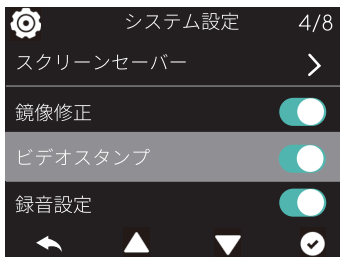 システム設定 4/8
スクリーンセーバー
鏡像修正
ビデオスタンプ
録音設定